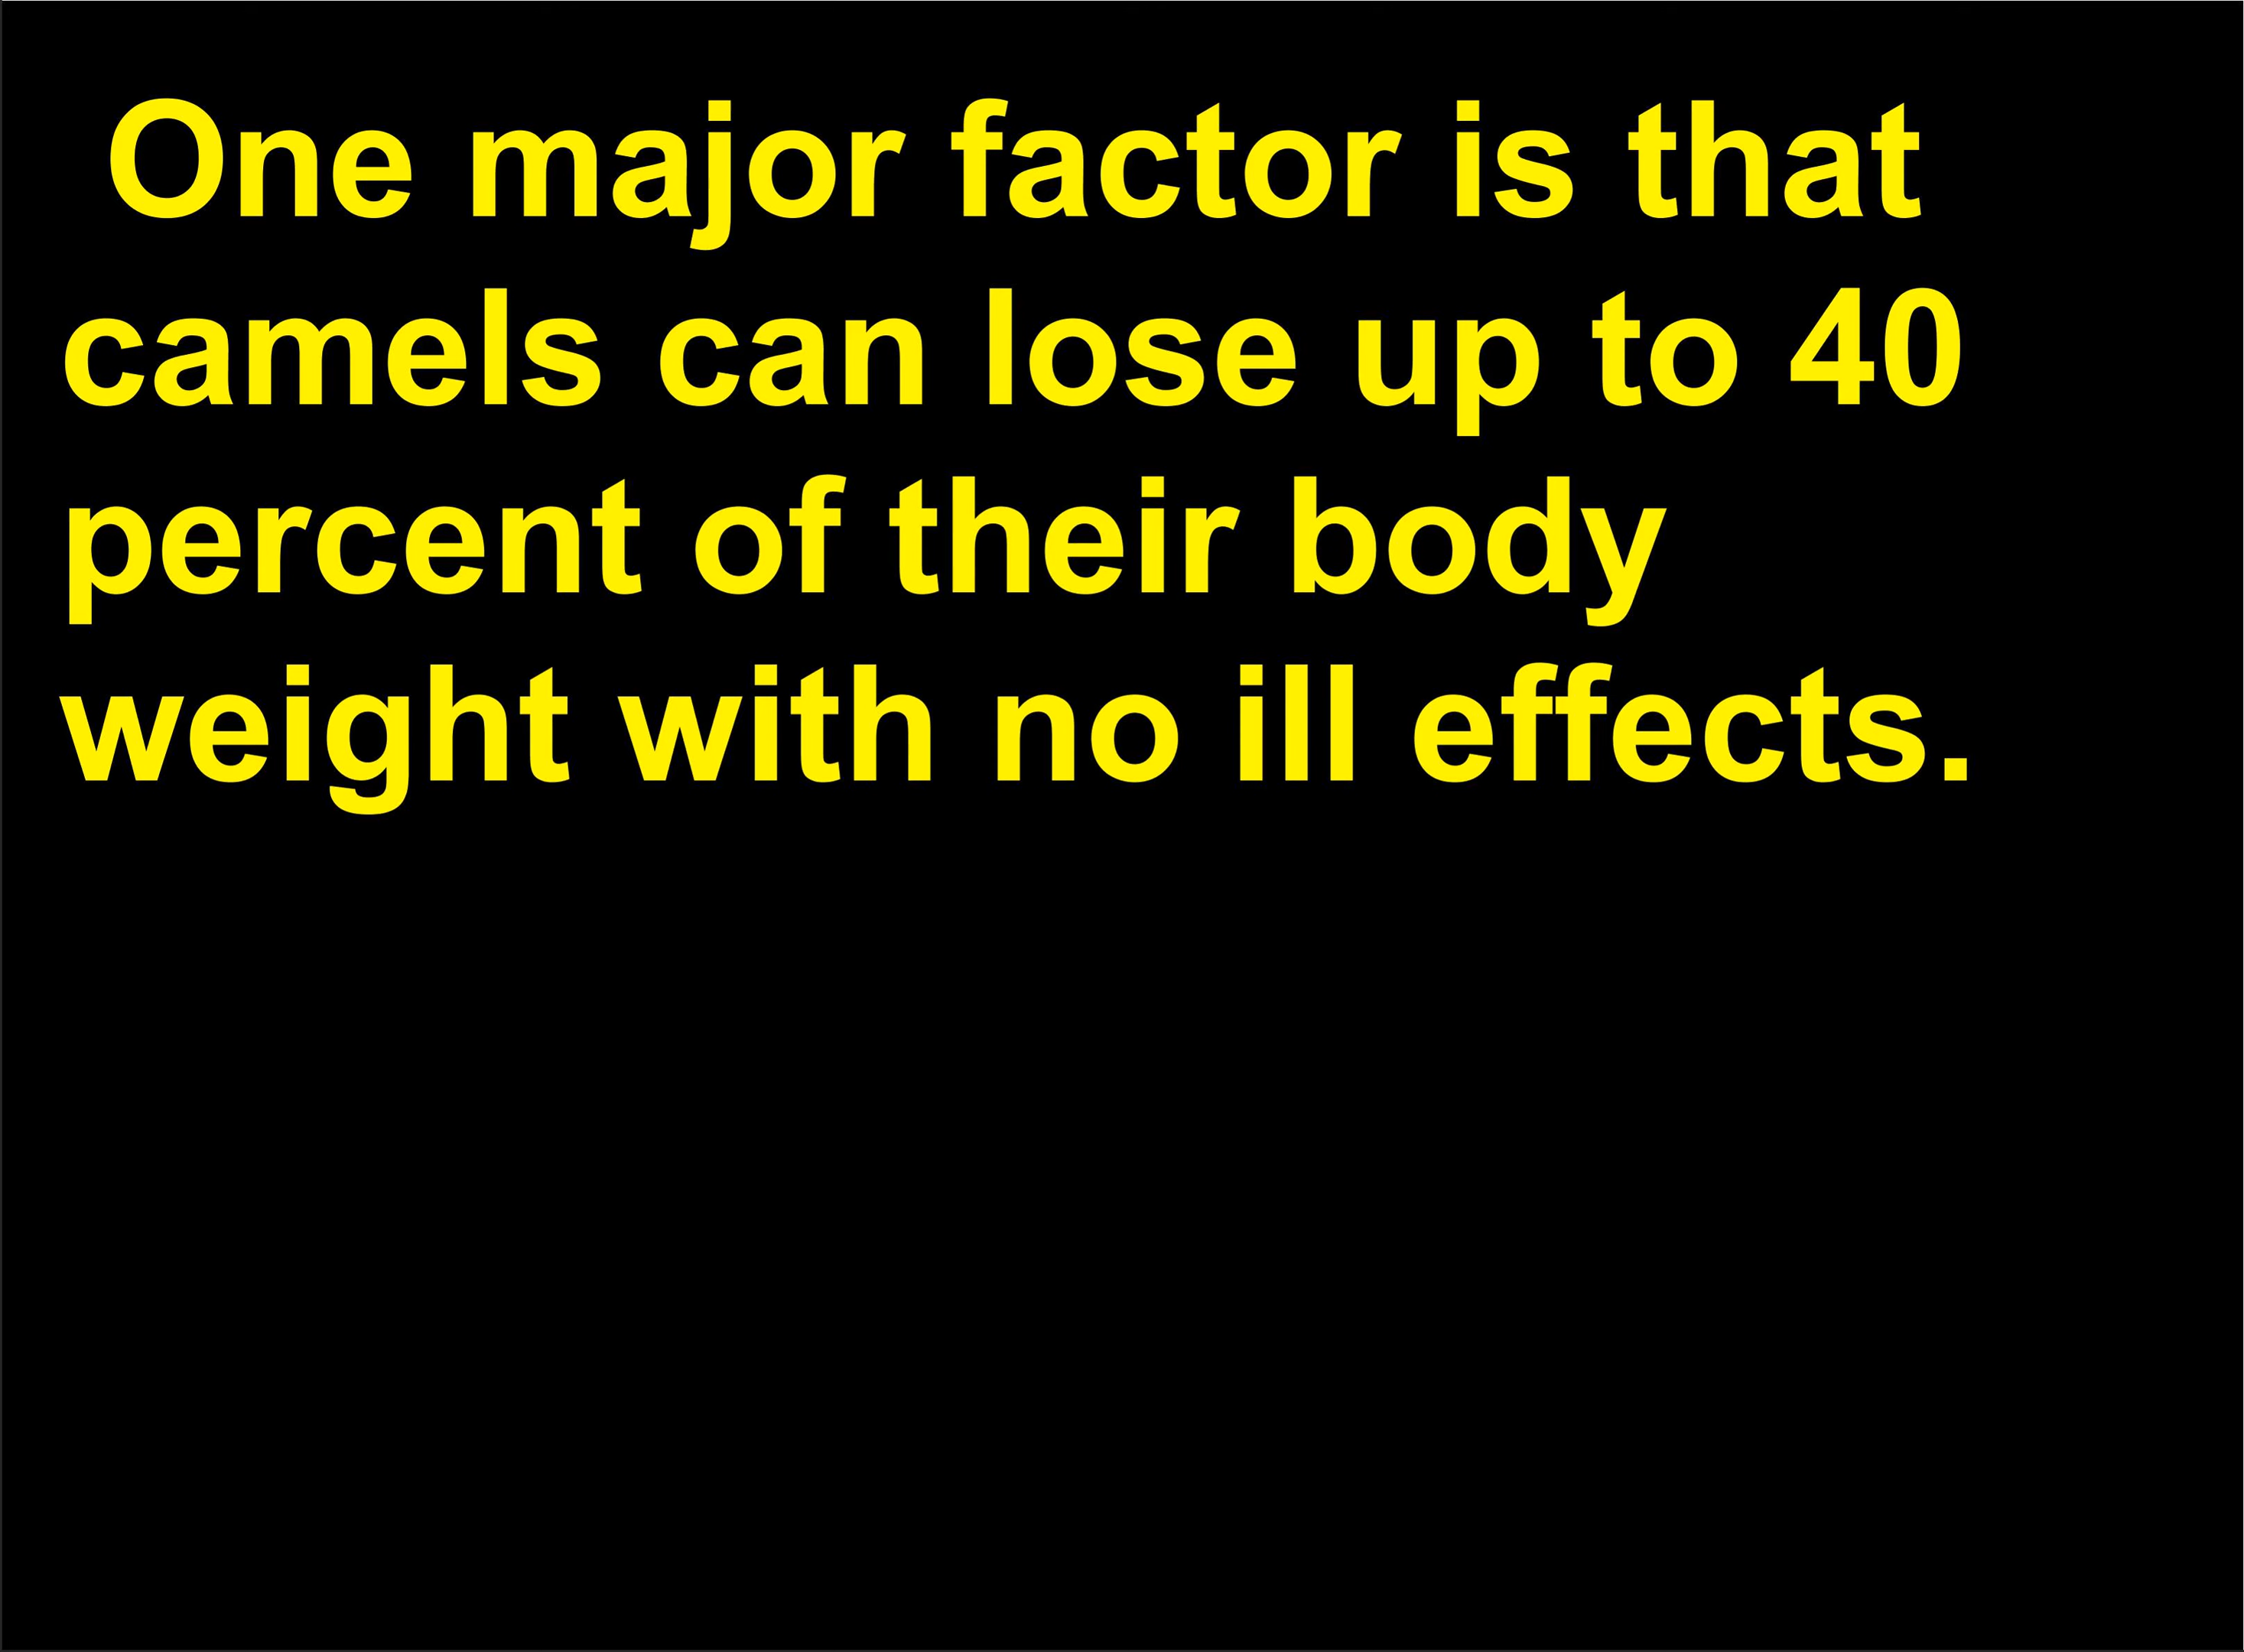 One major factor is that
camels can lose up to 40
percent of their body
weight with no ill effects.